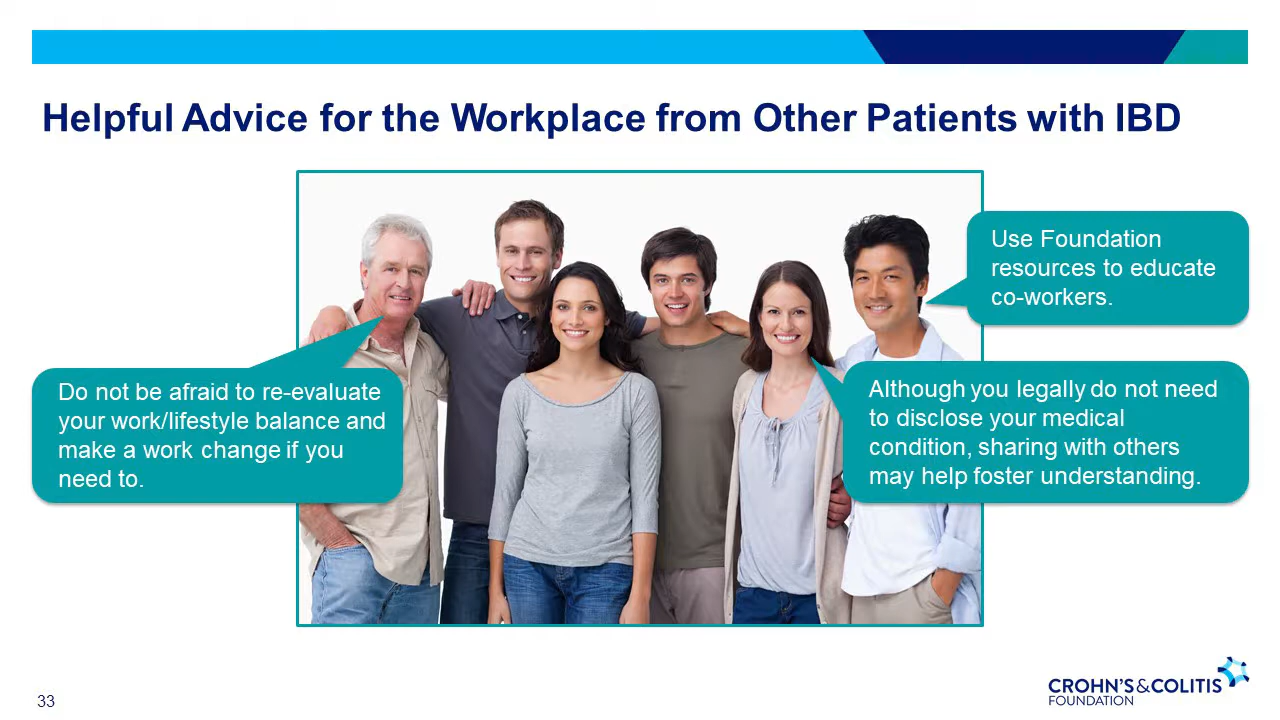 Helpful Advice for the Workplace from Other Patients with IBD
Use Foundation
resources to educate
co-workers.
Do not be afraid to re-evaluate
your work/lifestyle balance and
make a work change if you
need to.
Although you legally do not need
to disclose your medical
condition, sharing with others
may help foster understanding.
33
CROHN'S & COLITIS
FOUNDATION